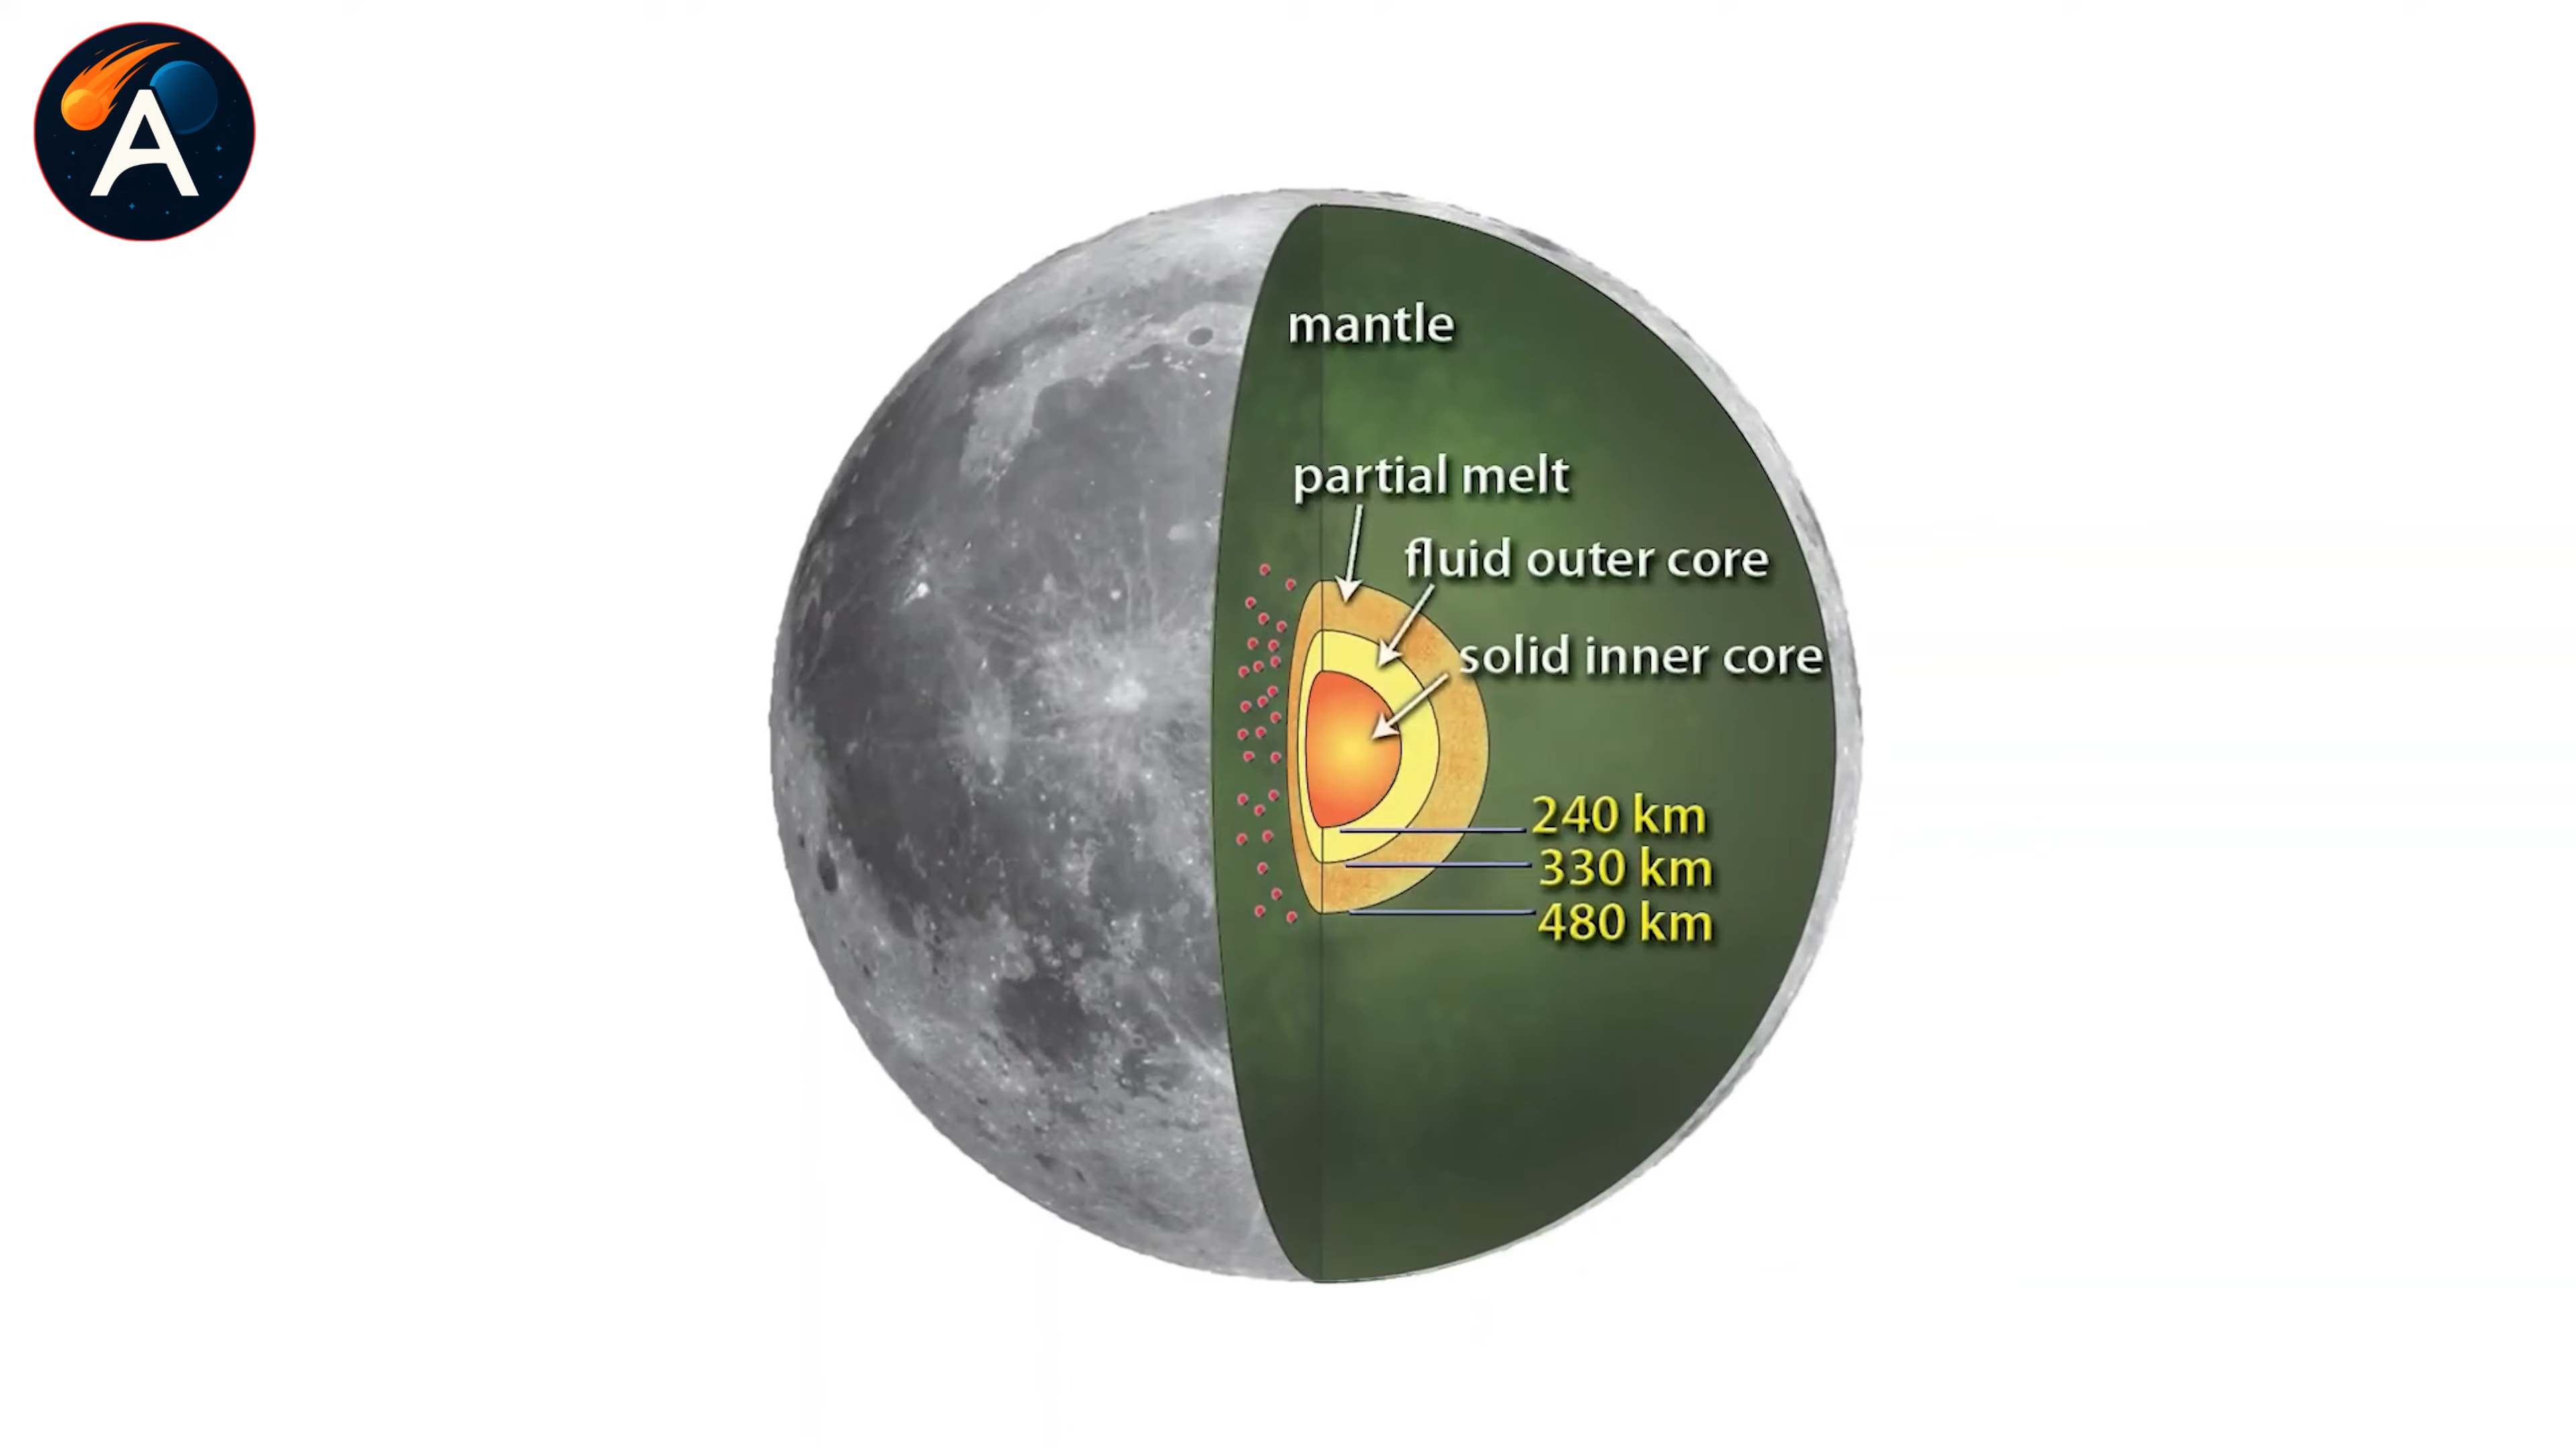 A
mantle
partial melt
fluid outer core
solid inner core
240 km
330 km
480 km